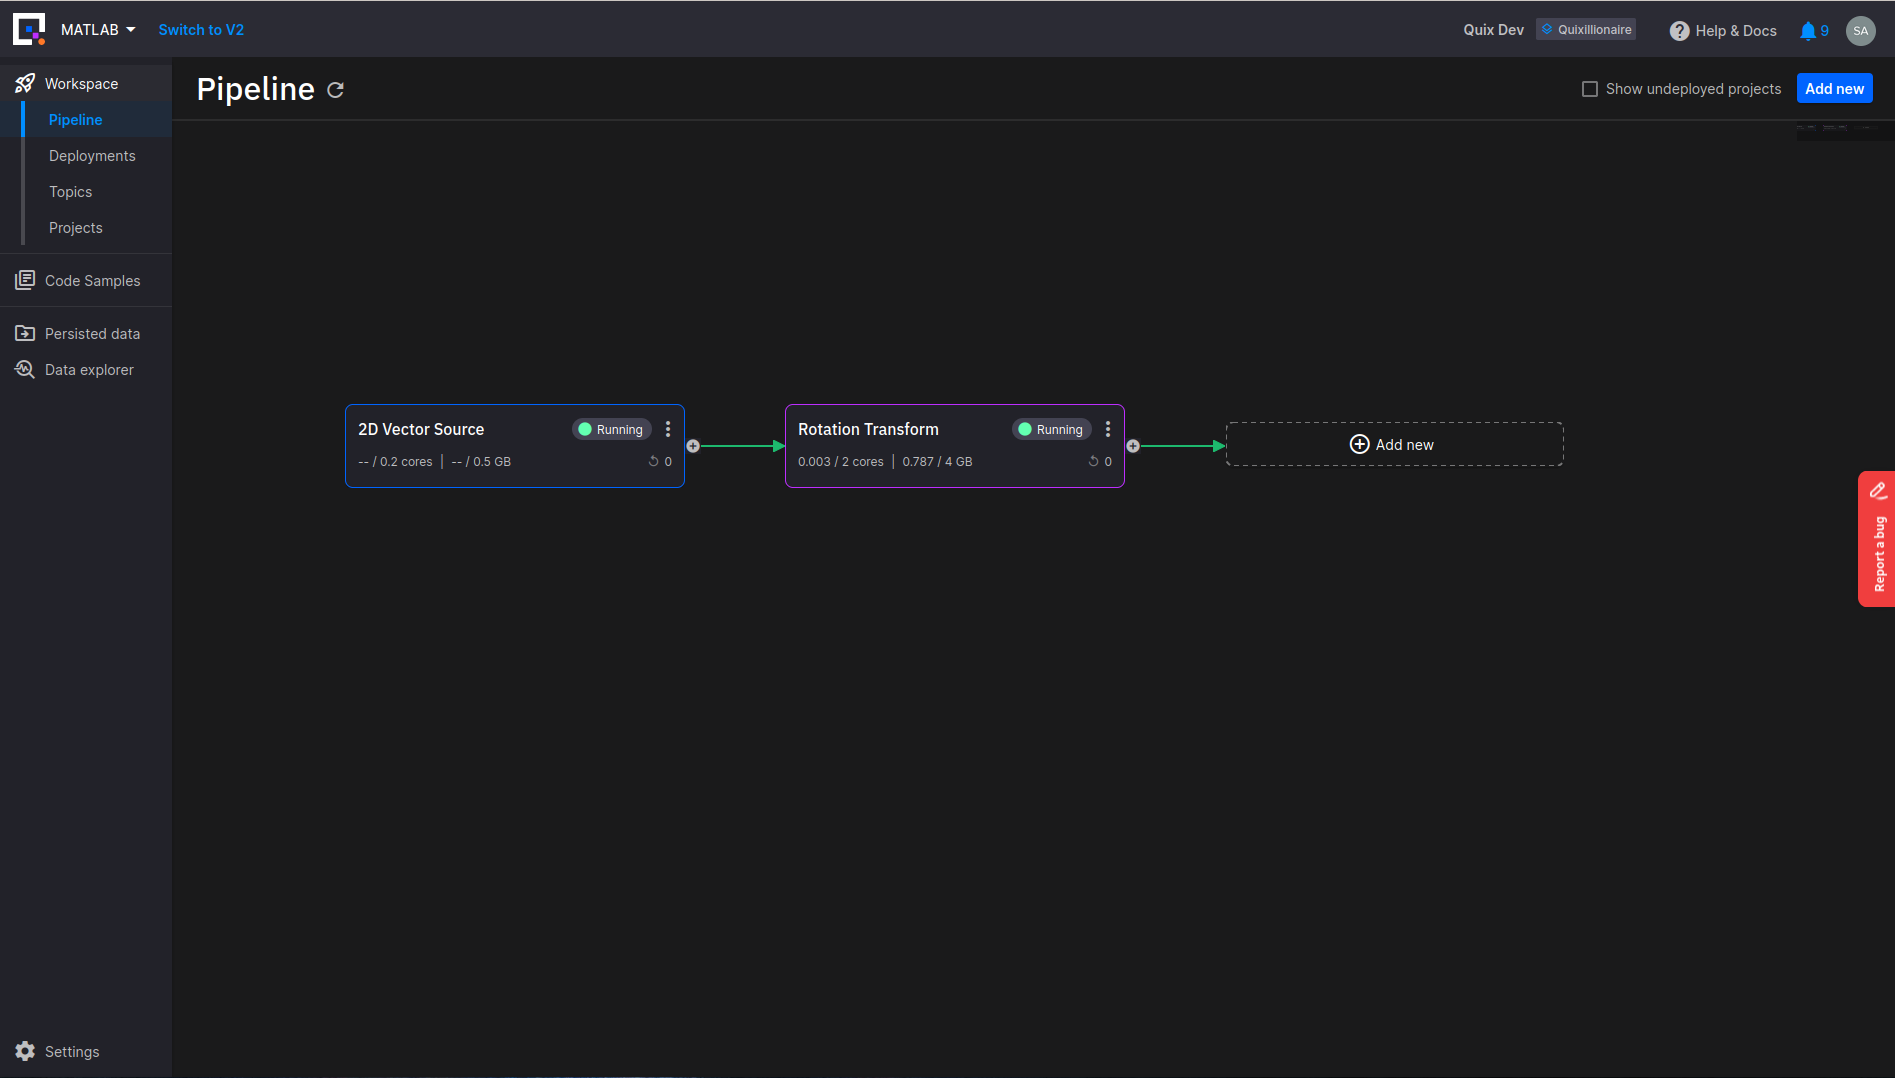 MATLAB Switch to V2 Quix Dev Quixillionaire Help & Docs 9 SA
Workspace
Pipeline
Deployments
Topics
Projects
Code Samples
Persisted data
Data explorer
Settings
Pipeline Show undeployed projects Add new
2D Vector Source Running
-- / 0.2 cores | -- / 0.5 GB 0
Rotation Transform Running
0.003 / 2 cores | 0.787 / 4 GB 0
Add new
Report a bug